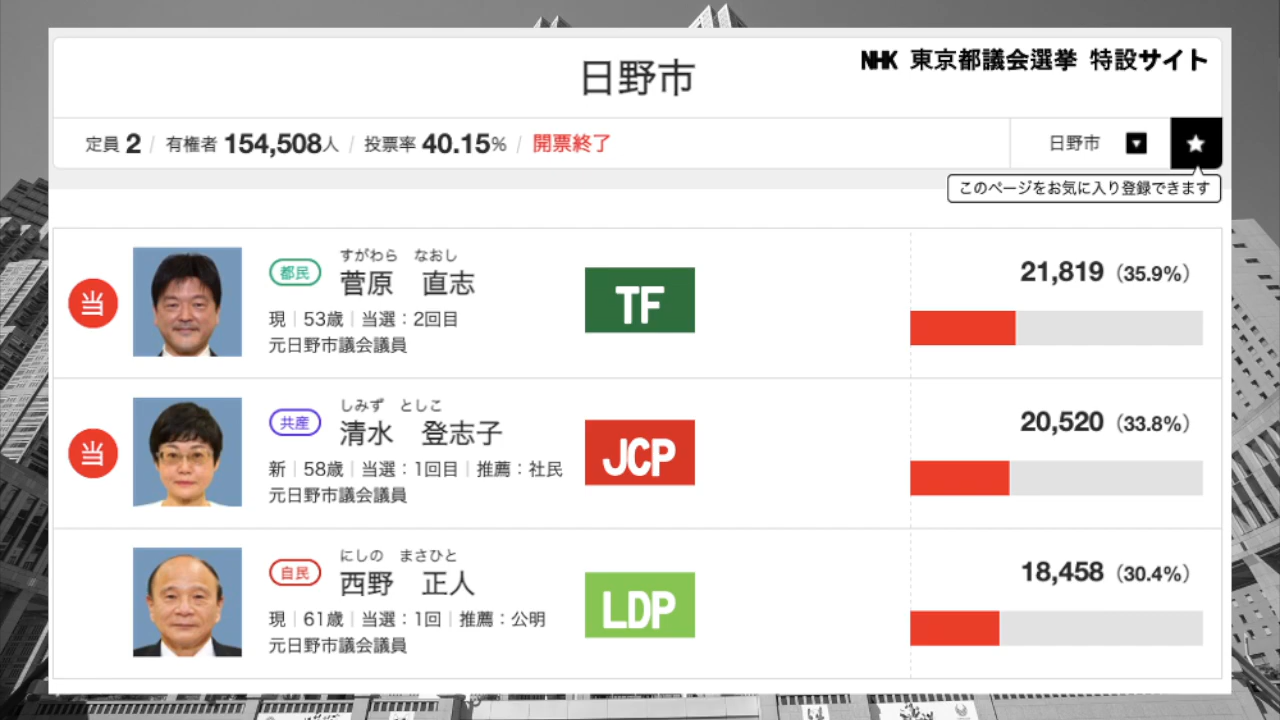 日野市
NHK 東京都議会選挙 特設サイト
定員 2 / 有権者 154,508人 / 投票率 40.15% / 開票終了
日野市
このページをお気に入り登録できます
すがわら なおし
当 都民 菅原 直志
現|53歳|当選：2回目
元日野市議会議員
TF
21,819（35.9%）
しみず としこ
当 共産 清水 登志子
新|58歳|当選：1回目|推薦：社民
元日野市議会議員
JCP
20,520（33.8%）
にしの まさひと
自民 西野 正人
現|61歳|当選：1回|推薦：公明
元日野市議会議員
LDP
18,458（30.4%）